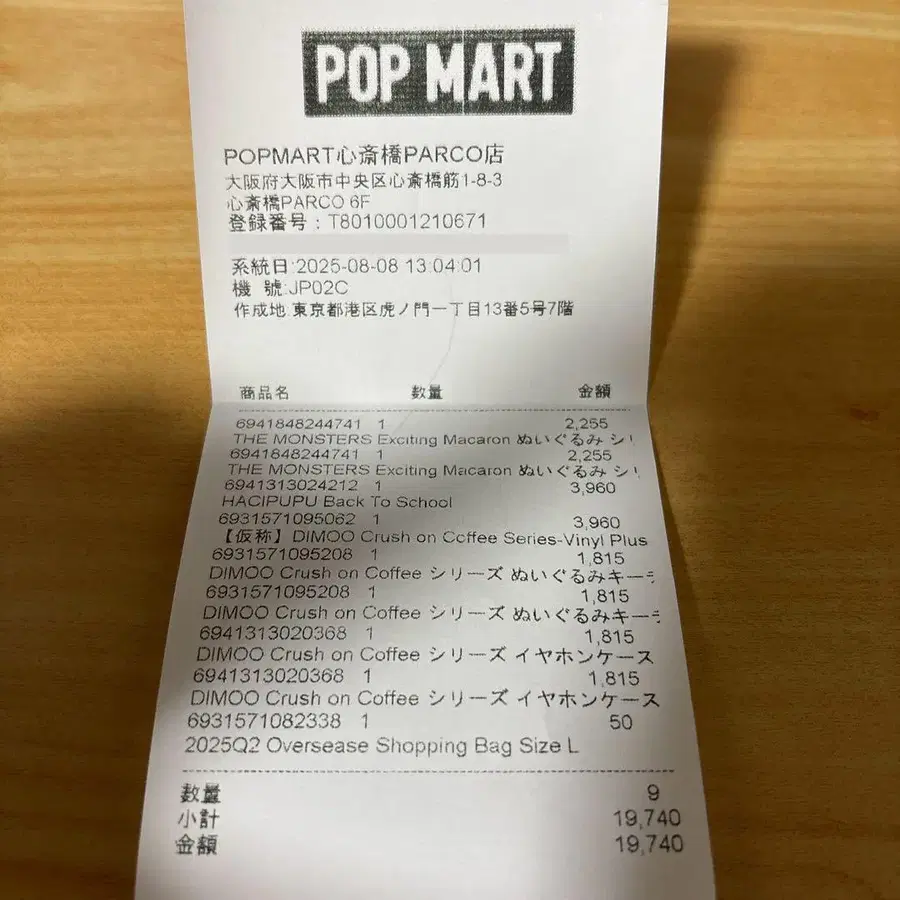 POP MART
POPMART心斎橋PARCO店
大阪府大阪市中央区心斎橋筋1-8-3
心斎橋PARCO 6F
登録番号：T8010001210671
系統日:2025-08-08 13:04:01
機 號:JP02C
作成地:東京都港区虎ノ門一丁目13番5号7階
商品名 数量 金額
6941848244741 1 2,255
THE MONSTERS Exciting Macaron ぬいぐるみ シリ
6941848244741 1 2,255
THE MONSTERS Exciting Macaron ぬいぐるみ シリ
6941313024212 1 3,960
HACIPUPU Back To School
6931571095062 1 3,960
【仮称】DIMOO Crush on Coffee Series-Vinyl Plus
6931571095208 1 1,815
DIMOO Crush on Coffee シリーズ ぬいぐるみキー
6931571095208 1 1,815
DIMOO Crush on Coffee シリーズ ぬいぐるみキー
6941313020368 1 1,815
DIMOO Crush on Coffee シリーズ イヤホンケース
6941313020368 1 1,815
DIMOO Crush on Coffee シリーズ イヤホンケース
6931571082338 1 50
2025Q2 Oversease Shopping Bag Size L
数量 9
小計 19,740
金額 19,740